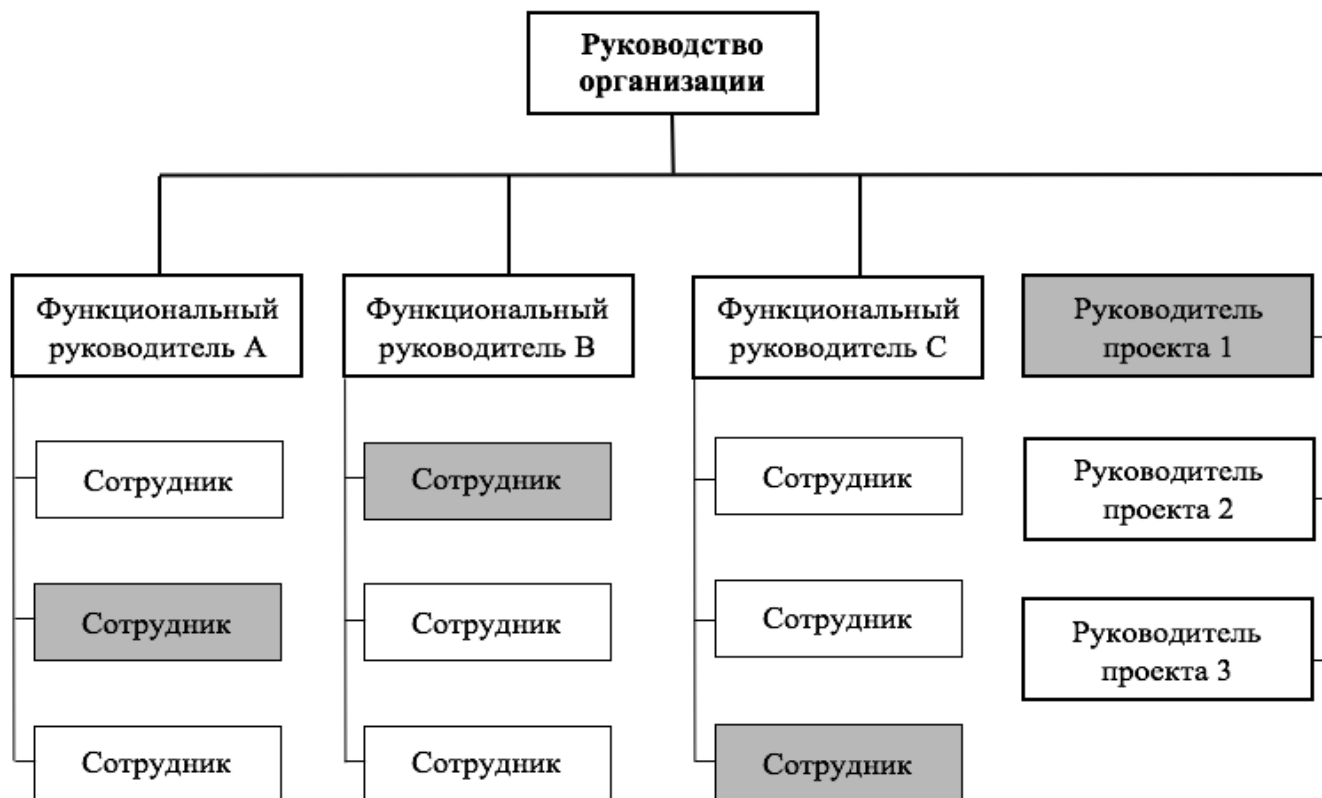 Руководство
организации
Функциональный
руководитель A
Функциональный
руководитель B
Функциональный
руководитель C
Руководитель
проекта 1
Сотрудник
Сотрудник
Сотрудник
Руководитель
проекта 2
Сотрудник
Сотрудник
Сотрудник
Руководитель
проекта 3
Сотрудник
Сотрудник
Сотрудник